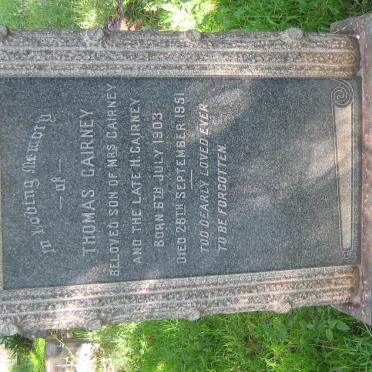 In Loving Memory
of
THOMAS CAIRNEY
BELOVED SON OF MRS CAIRNEY
AND THE LATE H. CAIRNEY
BORN 6TH JULY 1903
DIED 28TH SEPTEMBER 1951
TOO DEARLY LOVED EVER
TO BE FORGOTTEN.